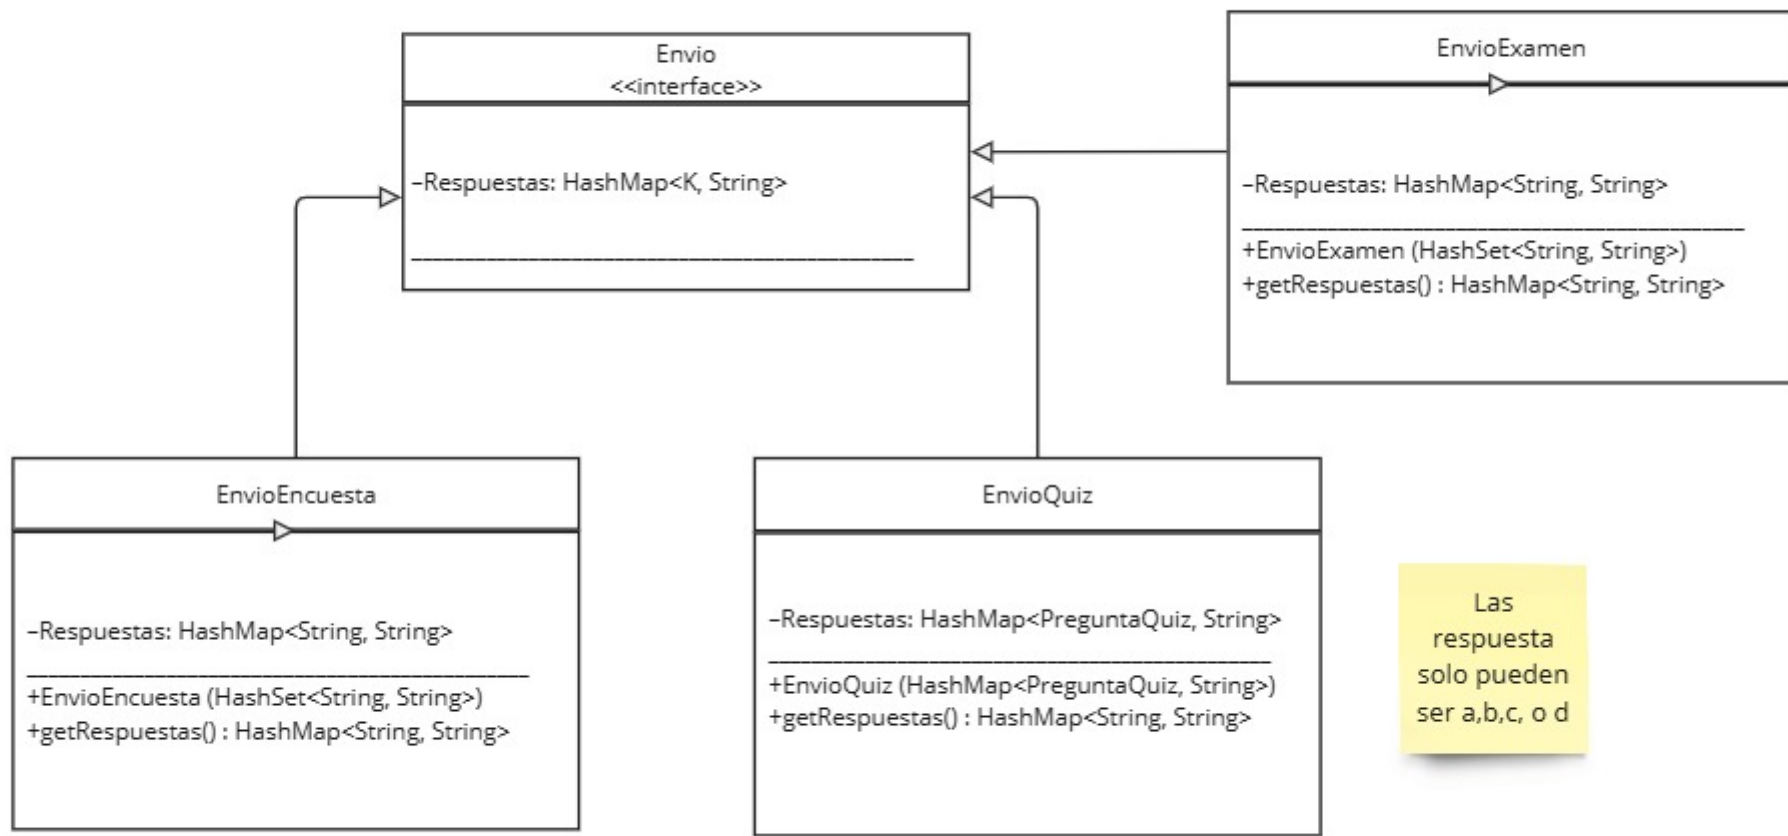 Envio
<<interface>>
–Respuestas: HashMap<K, String>
EnvioExamen
–Respuestas: HashMap<String, String>
+EnvioExamen (HashSet<String, String>)
+getRespuestas() : HashMap<String, String>
EnvioEncuesta
–Respuestas: HashMap<String, String>
+EnvioEncuesta (HashSet<String, String>)
+getRespuestas() : HashMap<String, String>
EnvioQuiz
–Respuestas: HashMap<PreguntaQuiz, String>
+EnvioQuiz (HashMap<PreguntaQuiz, String>)
+getRespuestas() : HashMap<String, String>
Las
respuesta
solo pueden
ser a,b,c, o d